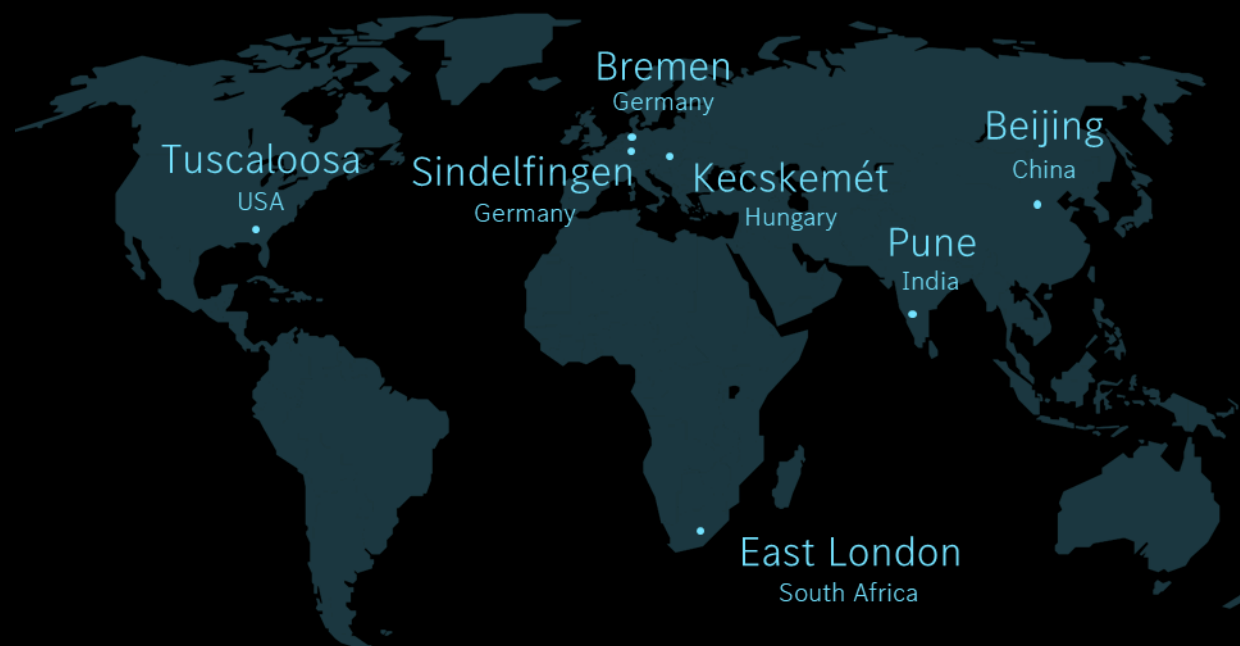 Bremen
Germany
Beijing
China
Tuscaloosa
USA
Sindelfingen
Germany
Kecskemét
Hungary
Pune
India
East London
South Africa